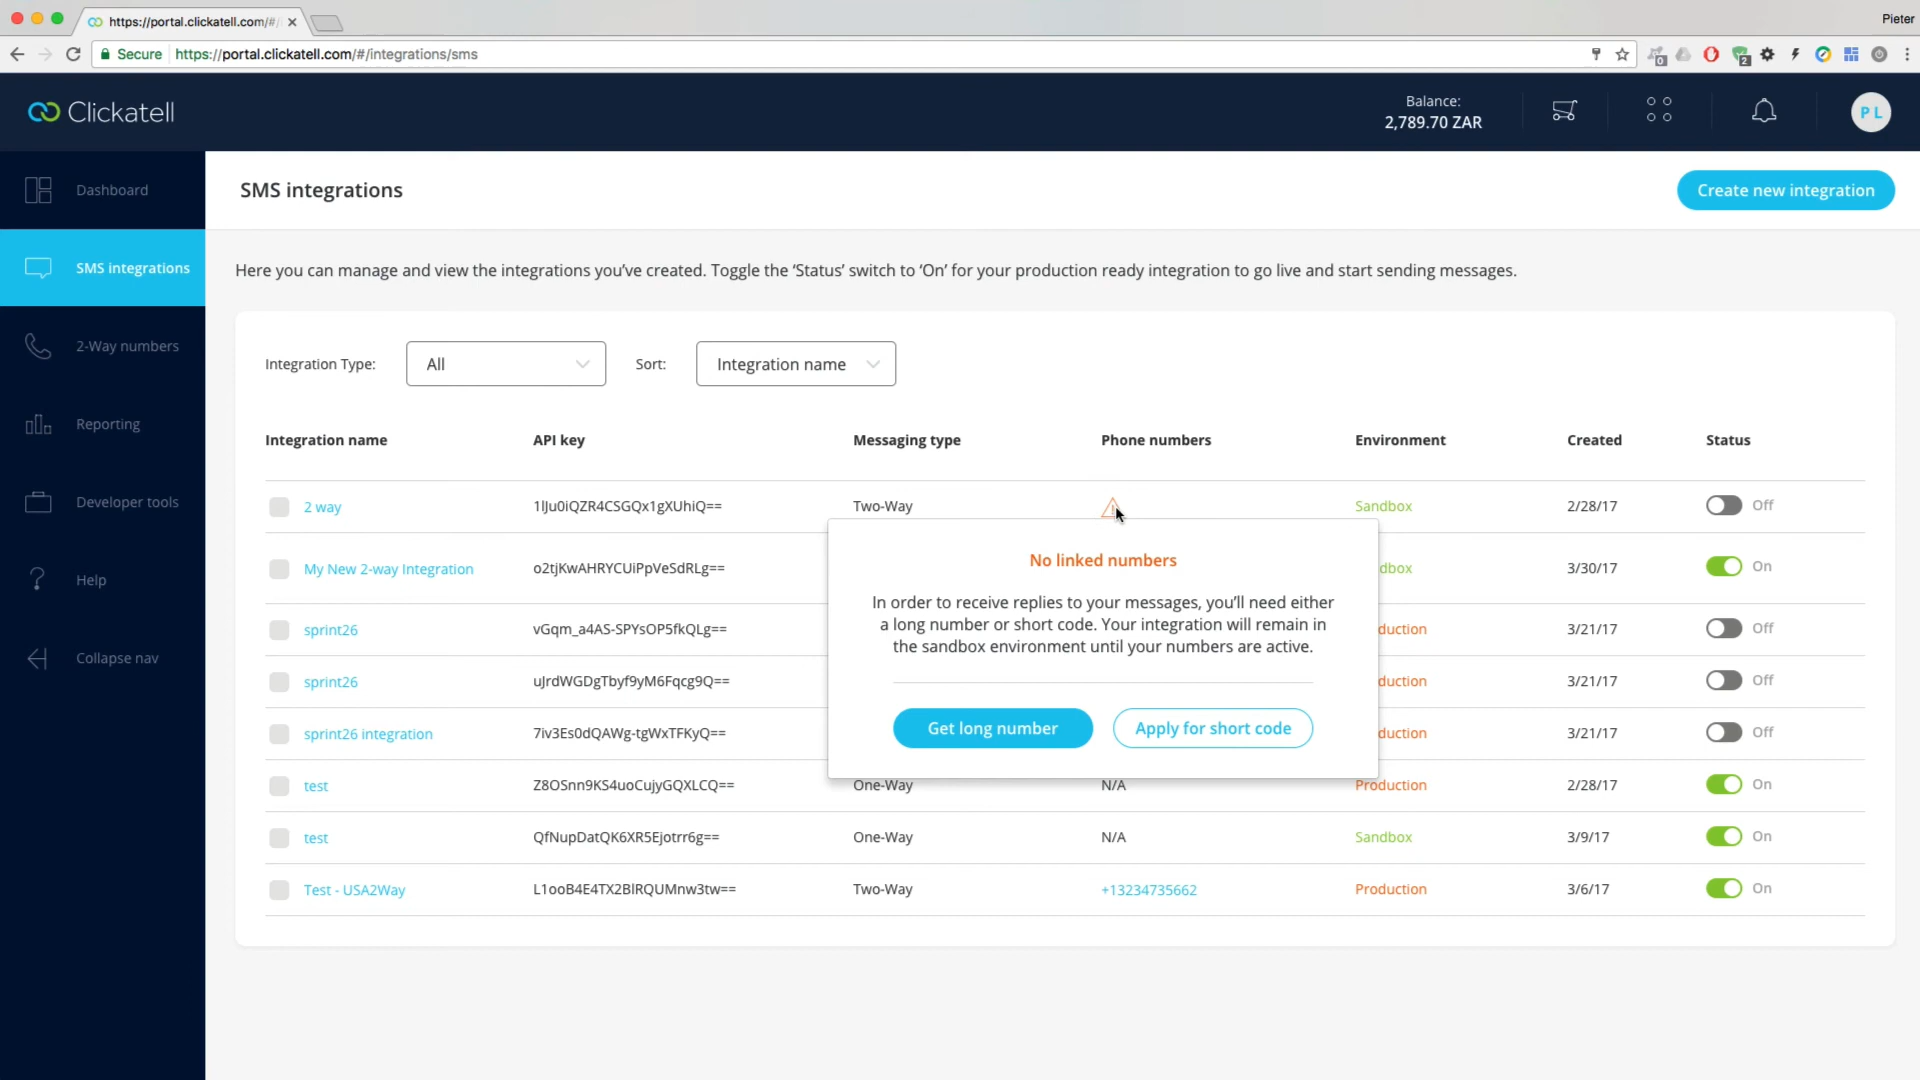 https://portal.clickatell.com/#/
Pieter
Secure https://portal.clickatell.com/#/integrations/sms
0
2
Clickatell
Balance:
2,789.70 ZAR
P L
Dashboard
SMS integrations
2-Way numbers
Reporting
Developer tools
Help
Collapse nav
SMS integrations
Create new integration
Here you can manage and view the integrations you've created. Toggle the ‘Status’ switch to ‘On’ for your production ready integration to go live and start sending messages.
Integration Type: All Sort: Integration name
Integration name API key Messaging type Phone numbers Environment Created Status
2 way 1lJu0iQZR4CSGQx1gXUhiQ== Two-Way Sandbox 2/28/17 Off
My New 2-way Integration o2tjKwAHRYCUiPpVeSdRLg== dbox 3/30/17 On
sprint26 vGqm_a4AS-SPYsOP5fkQLg== duction 3/21/17 Off
sprint26 uJrdWGDgTbyf9yM6Fqcg9Q== duction 3/21/17 Off
sprint26 integration 7iv3Es0dQAWg-tgWxTFKyQ== duction 3/21/17 Off
test Z8OSnn9KS4uoCujyGQXLCQ== One-Way N/A Production 2/28/17 On
test QfNupDatQK6XR5Ejotrr6g== One-Way N/A Sandbox 3/9/17 On
Test - USA2Way L1ooB4E4TX2BlRQUMnw3tw== Two-Way +13234735662 Production 3/6/17 On
No linked numbers
In order to receive replies to your messages, you'll need either
a long number or short code. Your integration will remain in
the sandbox environment until your numbers are active.
Get long number
Apply for short code